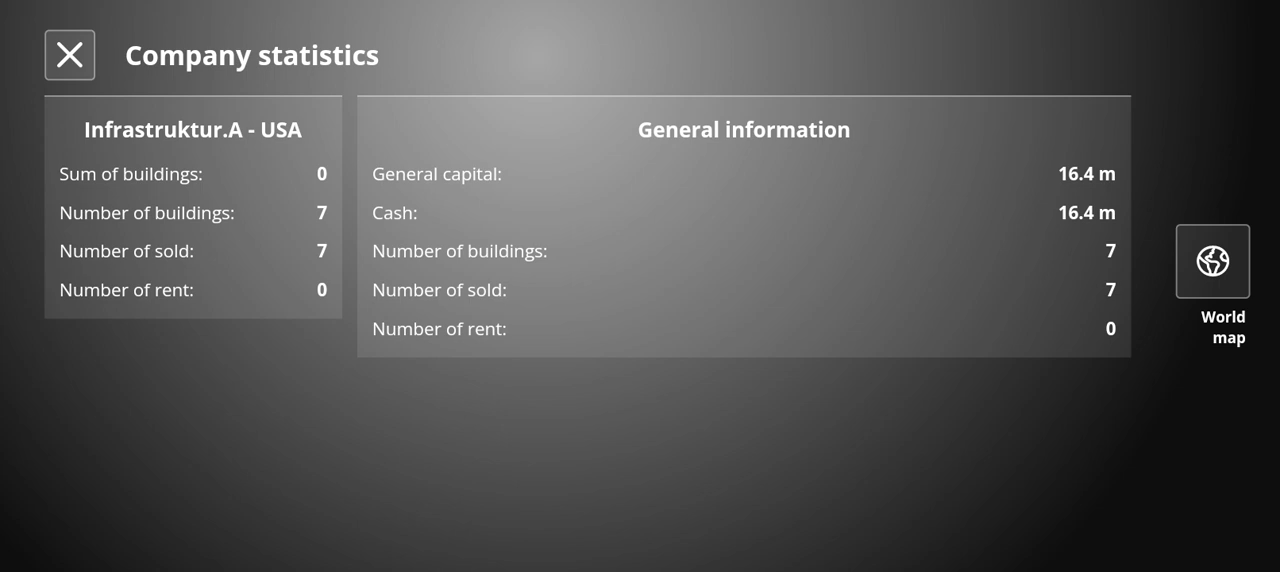 Company statistics
Infrastruktur.A - USA
Sum of buildings: 0
Number of buildings: 7
Number of sold: 7
Number of rent: 0
General information
General capital: 16.4 m
Cash: 16.4 m
Number of buildings: 7
Number of sold: 7
Number of rent: 0
World
map